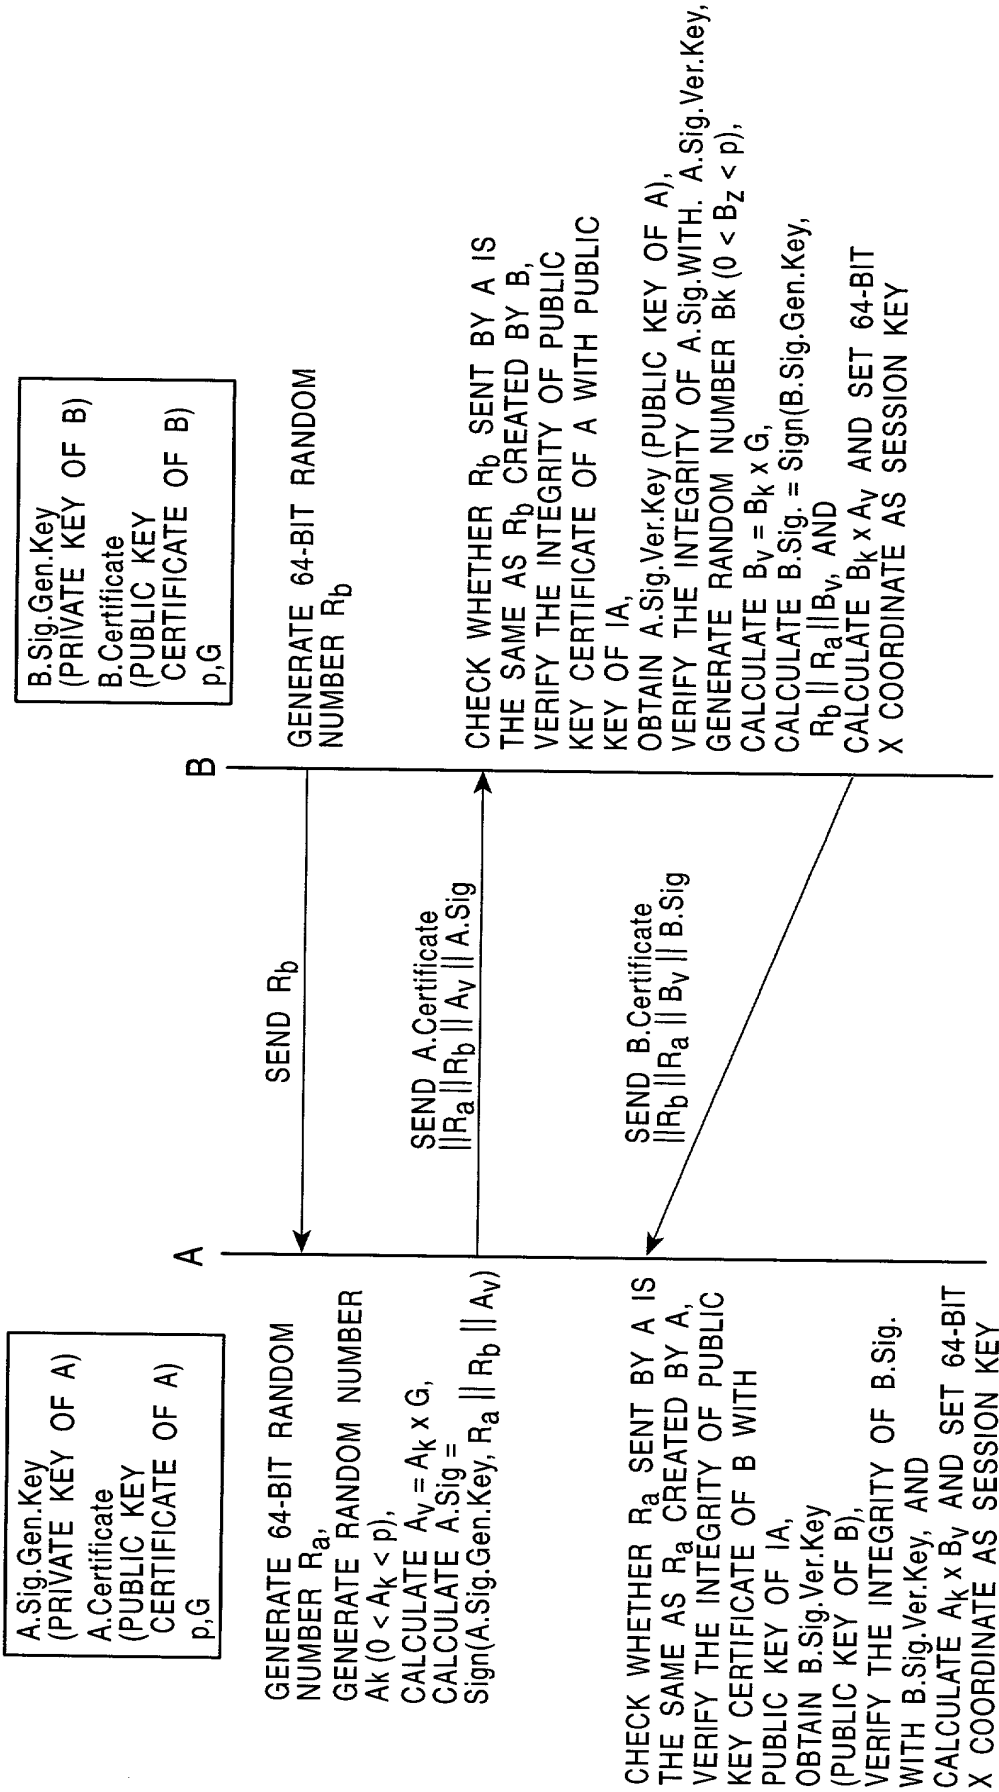 A.Sig.Gen.Key
(PRIVATE KEY OF A)
A.Certificate
(PUBLIC KEY
CERTIFICATE OF A)
p,G
B.Sig.Gen.Key
(PRIVATE KEY OF B)
B.Certificate
(PUBLIC KEY
CERTIFICATE OF B)
p,G
A
B
GENERATE 64-BIT RANDOM
NUMBER Rb
SEND Rb
GENERATE 64-BIT RANDOM
NUMBER Ra,
GENERATE RANDOM NUMBER
Ak (0 < Ak < p),
CALCULATE Av = Ak x G,
CALCULATE A.Sig =
Sign(A.Sig.Gen.Key, Ra || Rb || Av)
SEND A.Certificate
||Ra || Rb || Av || A.Sig
CHECK WHETHER Rb SENT BY A IS
THE SAME AS Rb CREATED BY B,
VERIFY THE INTEGRITY OF PUBLIC
KEY CERTIFICATE OF A WITH PUBLIC
KEY OF IA,
OBTAIN A.Sig.Ver.Key (PUBLIC KEY OF A),
VERIFY THE INTEGRITY OF A.Sig.WITH. A.Sig.Ver.Key,
GENERATE RANDOM NUMBER Bk (0 < Bz < p),
CALCULATE Bv = Bk x G,
CALCULATE B.Sig. = Sign(B.Sig.Gen.Key,
Rb || Ra || Bv, AND
CALCULATE Bk x Av AND SET 64-BIT
X COORDINATE AS SESSION KEY
SEND B.Certificate
||Rb || Ra || Bv || B.Sig
CHECK WHETHER Ra SENT BY A IS
THE SAME AS Ra CREATED BY A,
VERIFY THE INTEGRITY OF PUBLIC
KEY CERTIFICATE OF B WITH
PUBLIC KEY OF IA,
OBTAIN B.Sig.Ver.Key
(PUBLIC KEY OF B),
VERIFY THE INTEGRITY OF B.Sig.
WITH B.Sig.Ver.Key, AND
CALCULATE Ak x Bv AND SET 64-BIT
X COORDINATE AS SESSION KEY